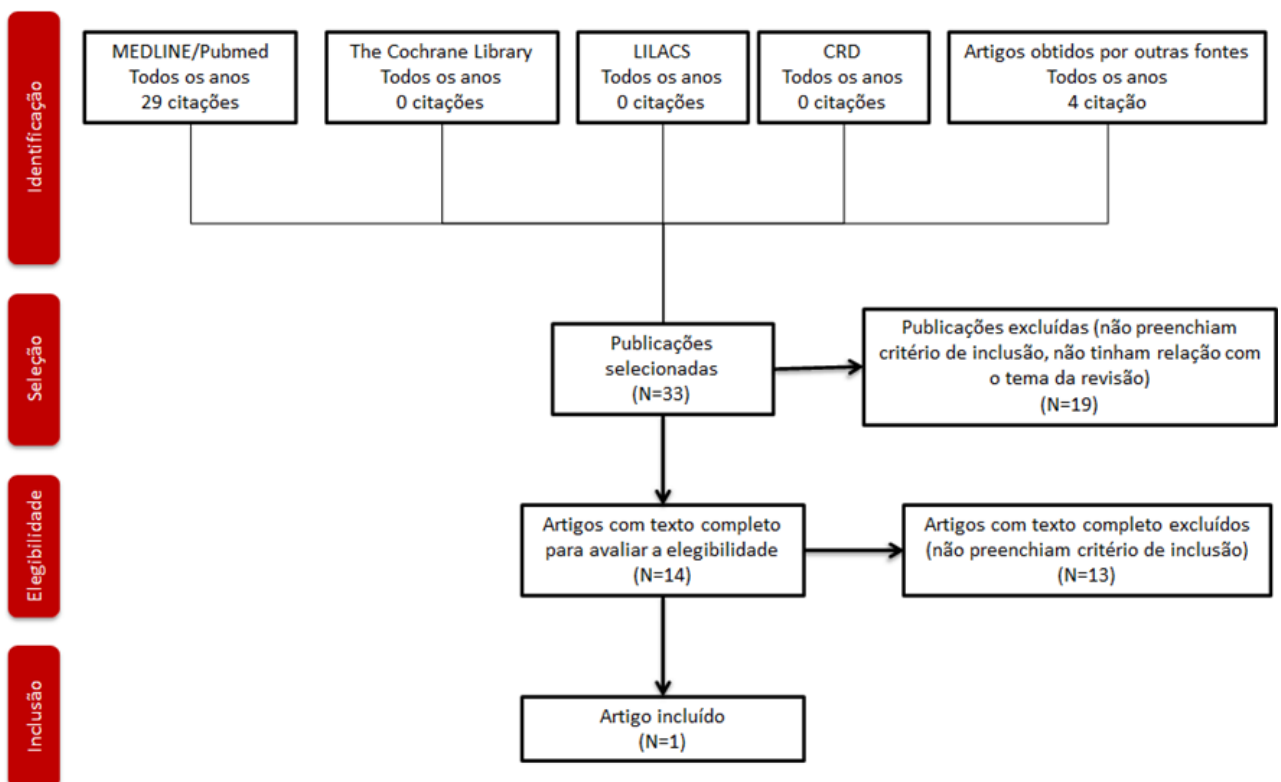 Identificação
MEDLINE/Pubmed
Todos os anos
29 citações
The Cochrane Library
Todos os anos
0 citações
LILACS
Todos os anos
0 citações
CRD
Todos os anos
0 citações
Artigos obtidos por outras fontes
Todos os anos
4 citação
Seleção
Publicações
selecionadas
(N=33)
Publicações excluídas (não preenchiam
critério de inclusão, não tinham relação com
o tema da revisão)
(N=19)
Elegibilidade
Artigos com texto completo
para avaliar a elegibilidade
(N=14)
Artigos com texto completo excluídos
(não preenchiam critério de inclusão)
(N=13)
Inclusão
Artigo incluído
(N=1)